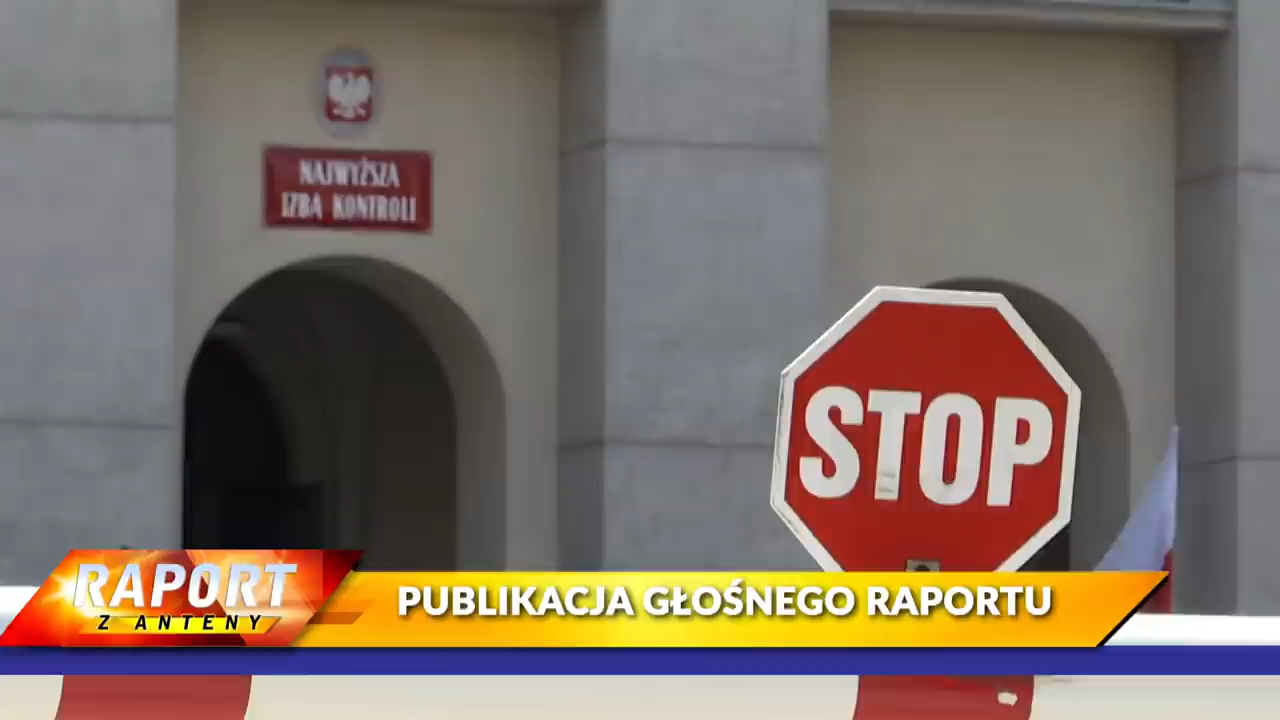 NAJWYŻSZA
IZBA KONTROLI
STOP
RAPORT
Z ANTENY
PUBLIKACJA GŁOŚNEGO RAPORTU